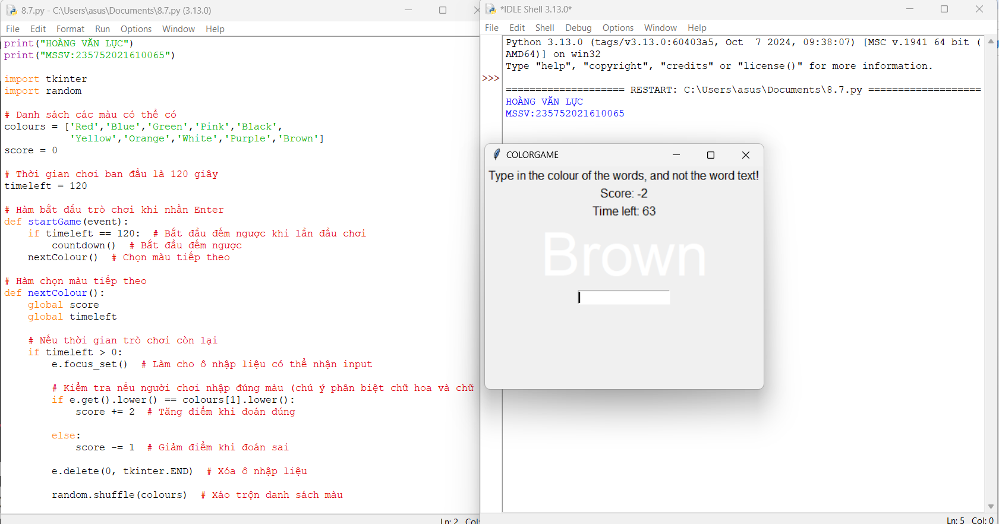 8.7.py - C:\Users\asus\Documents\8.7.py (3.13.0)
File Edit Format Run Options Window Help
print("HOÀNG VĂN LỰC")
print("MSSV:235752021610065")
import tkinter
import random
# Danh sách các màu có thể có
colours = ['Red','Blue','Green','Pink','Black',
'Yellow','Orange','White','Purple','Brown']
score = 0
# Thời gian chơi ban đầu là 120 giây
timeleft = 120
# Hàm bắt đầu trò chơi khi nhấn Enter
def startGame(event):
if timeleft == 120:  # Bắt đầu đếm ngược khi lần đầu chơi
countdown()  # Bắt đầu đếm ngược
nextColour()  # Chọn màu tiếp theo
# Hàm chọn màu tiếp theo
def nextColour():
global score
global timeleft
# Nếu thời gian trò chơi còn lại
if timeleft > 0:
e.focus_set()  # Làm cho ô nhập liệu có thể nhận input
# Kiểm tra nếu người chơi nhập đúng màu (chú ý phân biệt chữ hoa và chữ
if e.get().lower() == colours[1].lower():
score += 2  # Tăng điểm khi đoán đúng
else:
score -= 1  # Giảm điểm khi đoán sai
e.delete(0, tkinter.END)  # Xóa ô nhập liệu
random.shuffle(colours)  # Xáo trộn danh sách màu
Ln: 2 Col:
*IDLE Shell 3.13.0*
File Edit Shell Debug Options Window Help
Python 3.13.0 (tags/v3.13.0:60403a5, Oct  7 2024, 09:38:07) [MSC v.1941 64 bit (
AMD64)] on win32
Type "help", "copyright", "credits" or "license()" for more information.
>>>
===================== RESTART: C:\Users\asus\Documents\8.7.py ===================
HOÀNG VĂN LỰC
MSSV:235752021610065
COLORGAME
Type in the colour of the words, and not the word text!
Score: -2
Time left: 63
Brown
Ln: 5 Col: 0